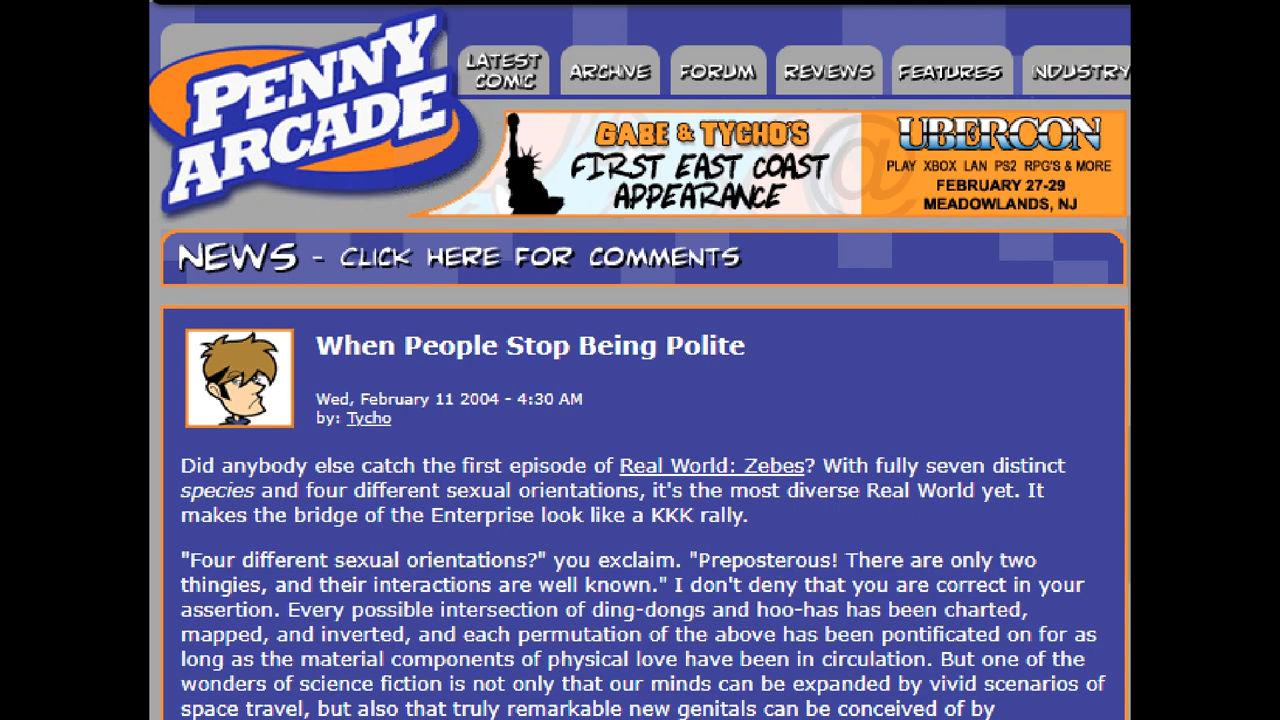 PENNY
ARCADE
LATEST COMIC
ARCHIVE
FORUM
REVIEWS
FEATURES
INDUSTRY
GABE & TYCHO'S
FIRST EAST COAST
APPEARANCE
UBERCON
PLAY XBOX LAN PS2 RPG'S & MORE
FEBRUARY 27-29
MEADOWLANDS, NJ
NEWS - CLICK HERE FOR COMMENTS
When People Stop Being Polite
Wed, February 11 2004 - 4:30 AM
by: Tycho
Did anybody else catch the first episode of Real World: Zebes? With fully seven distinct
species and four different sexual orientations, it's the most diverse Real World yet. It
makes the bridge of the Enterprise look like a KKK rally.
"Four different sexual orientations?" you exclaim. "Preposterous! There are only two
thingies, and their interactions are well known." I don't deny that you are correct in your
assertion. Every possible intersection of ding-dongs and hoo-has has been charted,
mapped, and inverted, and each permutation of the above has been pontificated on for as
long as the material components of physical love have been in circulation. But one of the
wonders of science fiction is not only that our minds can be expanded by vivid scenarios of
space travel, but also that truly remarkable new genitals can be conceived of by